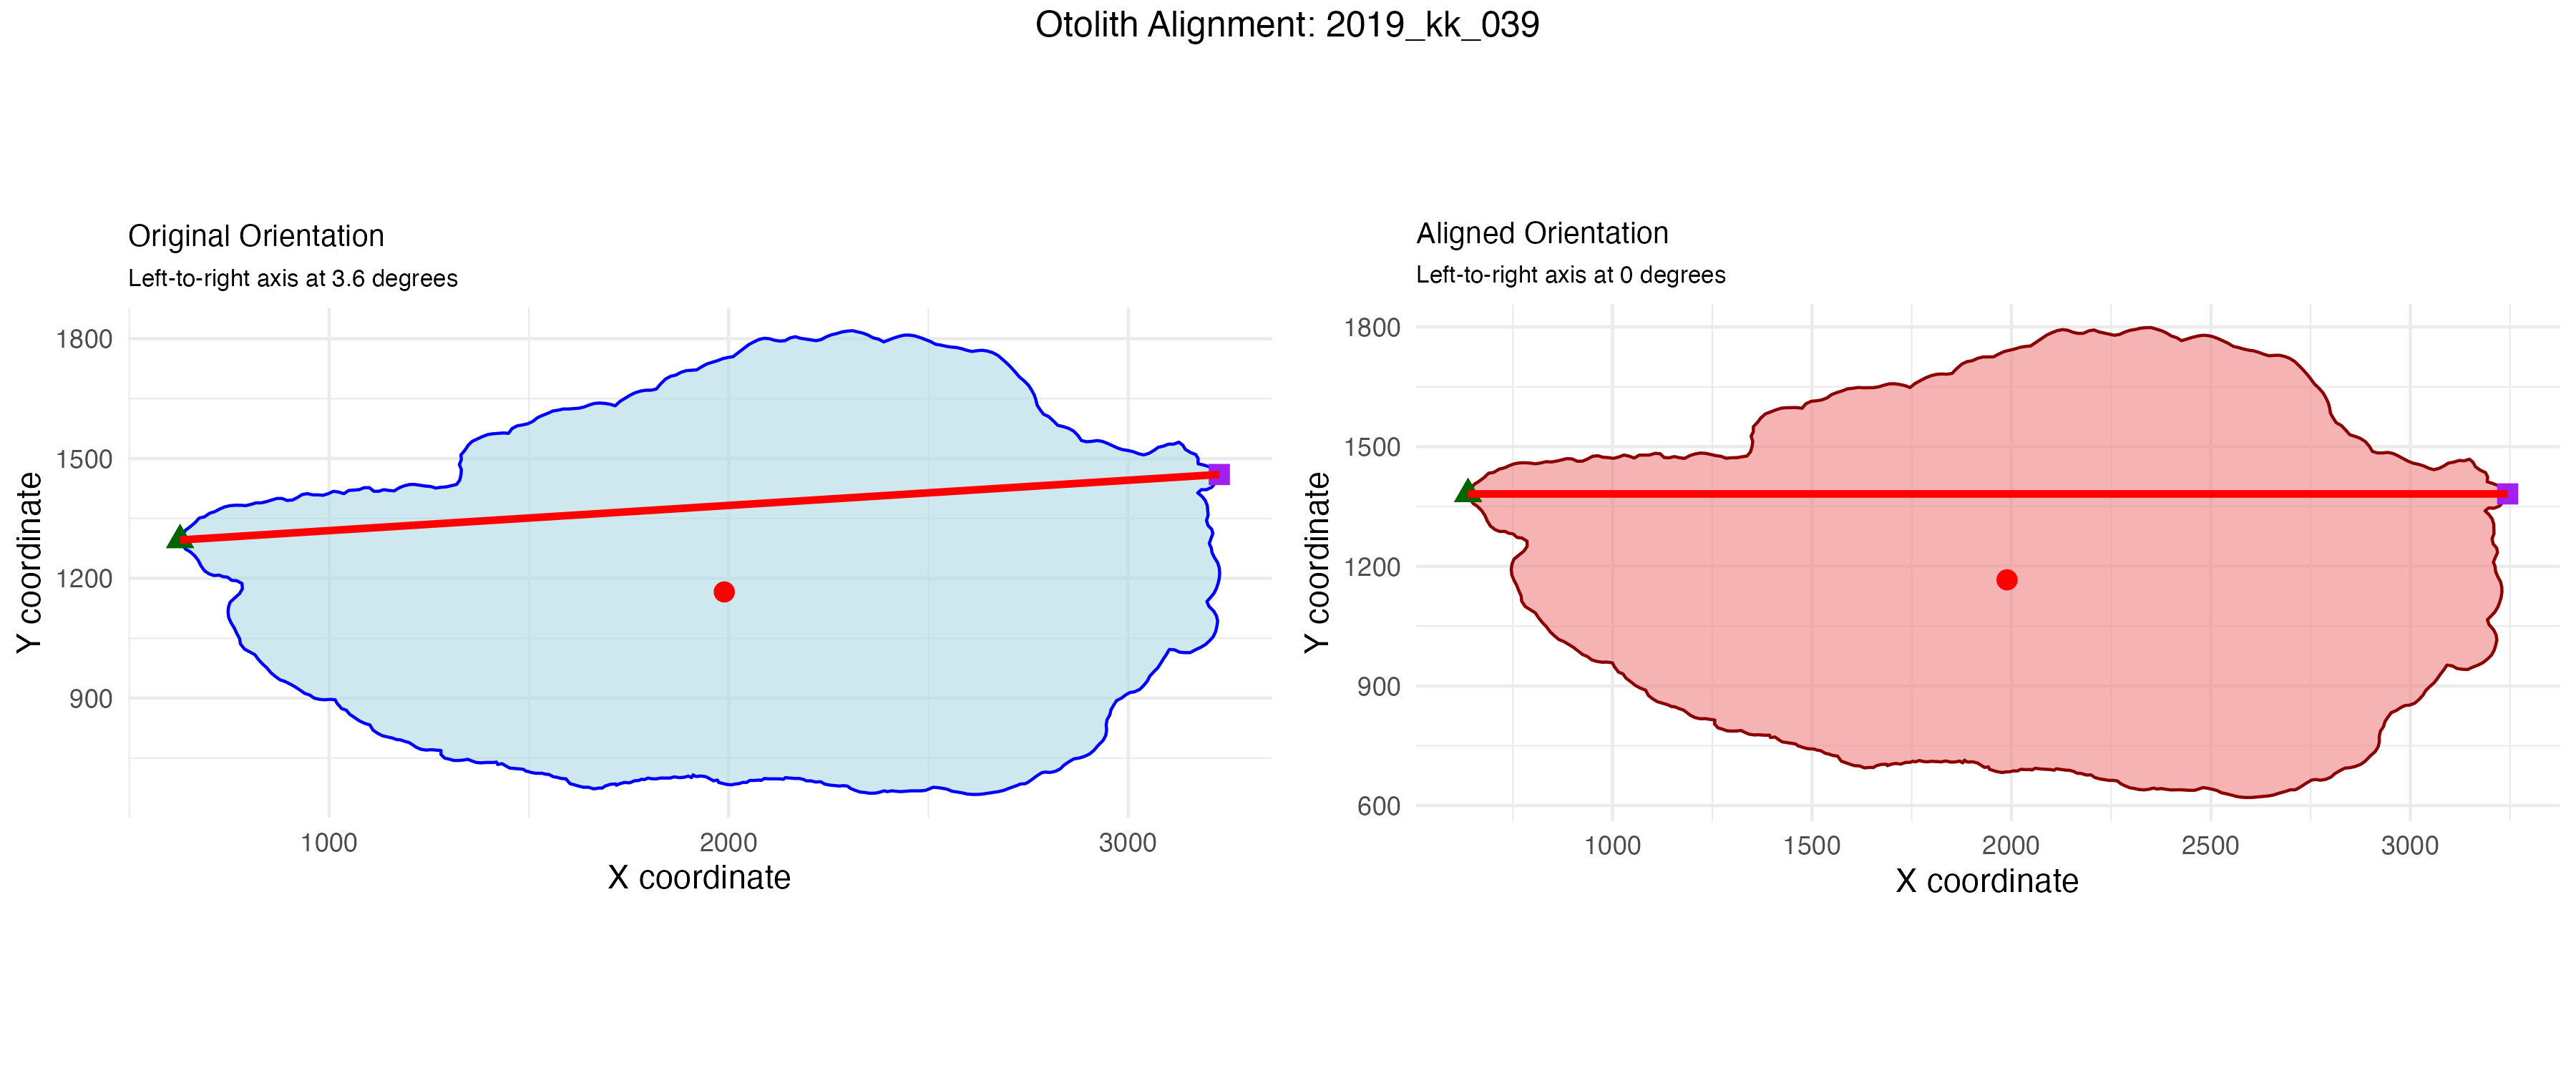 Otolith Alignment: 2019_kk_039
Original Orientation
Left-to-right axis at 3.6 degrees
1800
1500
1200
900
Y coordinate
1000 2000 3000
X coordinate
Aligned Orientation
Left-to-right axis at 0 degrees
1800
1500
1200
900
600
Y coordinate
1000 1500 2000 2500 3000
X coordinate